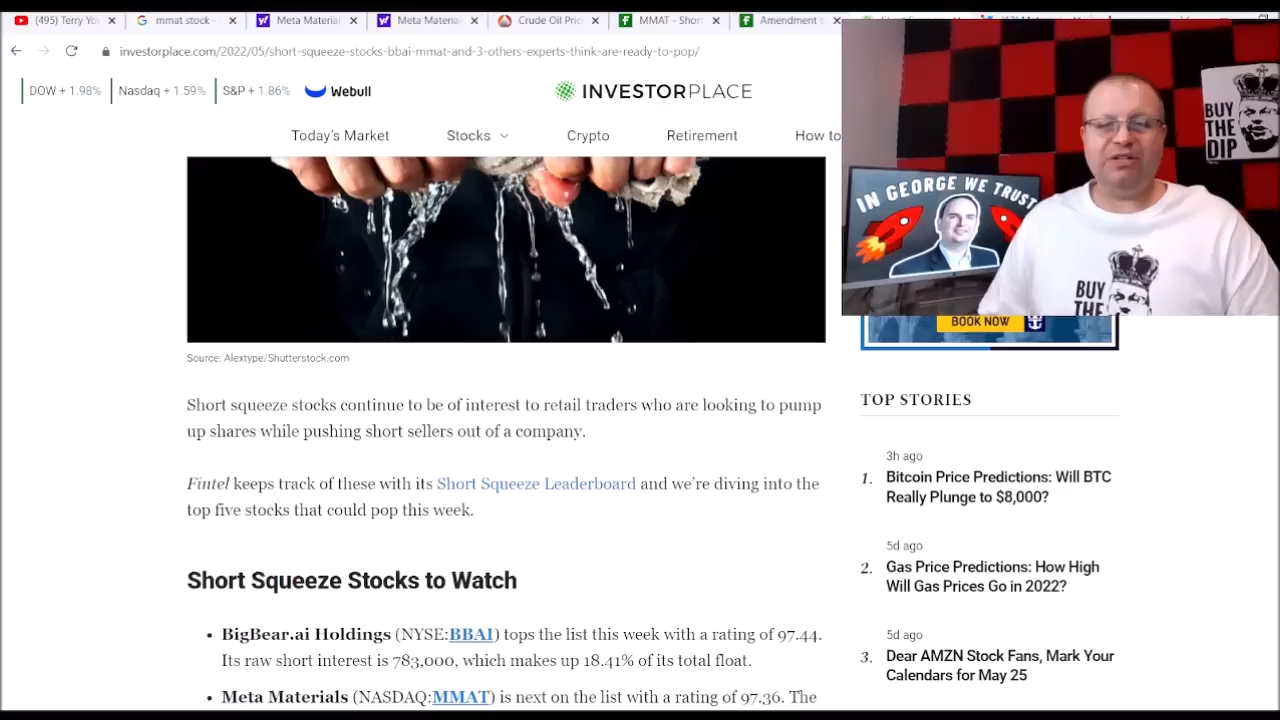 (495) Terry Yo
mmat stock -
Meta Material
Meta Materia
Crude Oil Pric
MMAT - Short
Amendment t
investorplace.com/2022/05/short-squeeze-stocks-bbai-mmat-and-3-others-experts-think-are-ready-to-pop/
DOW + 1.98% Nasdaq + 1.59% S&P + 1.86% Webull
INVESTORPLACE
Today's Market Stocks Crypto Retirement How to
BUY
THE
DIP
IN GEORGE WE TRUST
BUY
THE
BOOK NOW
Source: Alextype/Shutterstock.com
Short squeeze stocks continue to be of interest to retail traders who are looking to pump
up shares while pushing short sellers out of a company.
Fintel keeps track of these with its Short Squeeze Leaderboard and we're diving into the
top five stocks that could pop this week.
Short Squeeze Stocks to Watch
• BigBear.ai Holdings (NYSE:BBAI) tops the list this week with a rating of 97.44.
Its raw short interest is 783,000, which makes up 18.41% of its total float.
• Meta Materials (NASDAQ:MMAT) is next on the list with a rating of 97.36. The
TOP STORIES
3h ago
1. Bitcoin Price Predictions: Will BTC
Really Plunge to $8,000?
5d ago
2. Gas Price Predictions: How High
Will Gas Prices Go in 2022?
5d ago
3. Dear AMZN Stock Fans, Mark Your
Calendars for May 25